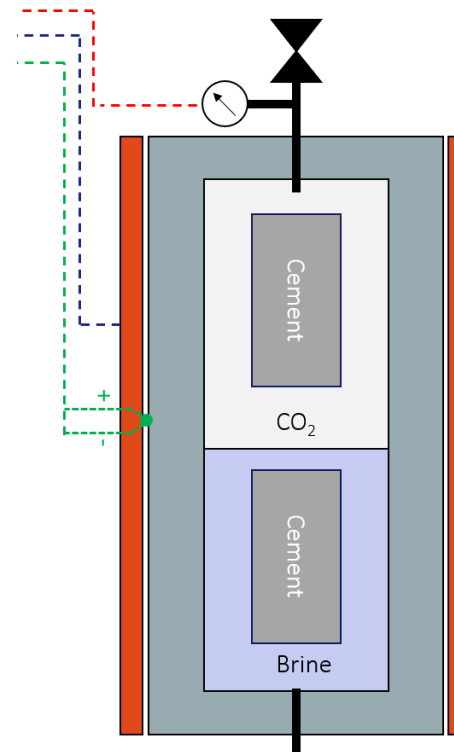 Cement
CO₂
+
-
Cement
Brine